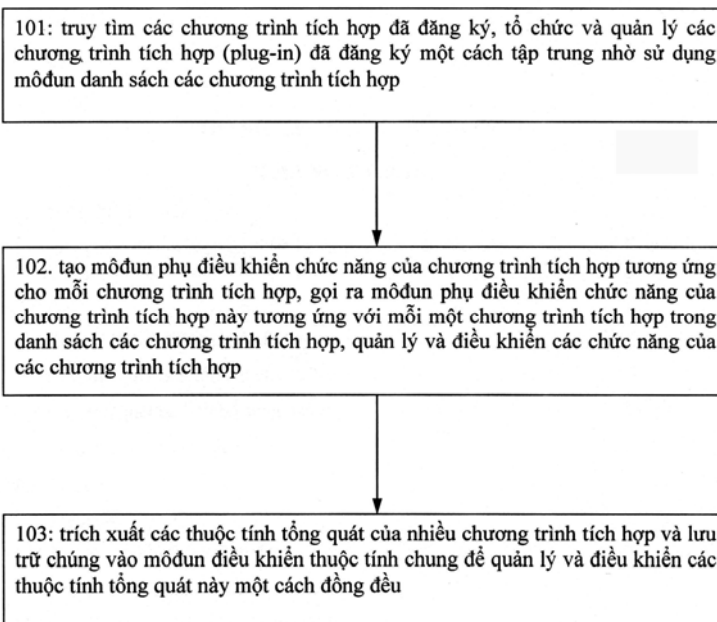 101: truy tìm các chương trình tích hợp đã đăng ký, tổ chức và quản lý các
chương trình tích hợp (plug-in) đã đăng ký một cách tập trung nhờ sử dụng
môđun danh sách các chương trình tích hợp
102. tạo môđun phụ điều khiển chức năng của chương trình tích hợp tương ứng
cho mỗi chương trình tích hợp, gọi ra môđun phụ điều khiển chức năng của
chương trình tích hợp này tương ứng với mỗi một chương trình tích hợp trong
danh sách các chương trình tích hợp, quản lý và điều khiển các chức năng của
các chương trình tích hợp
103: trích xuất các thuộc tính tổng quát của nhiều chương trình tích hợp và lưu
trữ chúng vào môđun điều khiển thuộc tính chung để quản lý và điều khiển các
thuộc tính tổng quát này một cách đồng đều